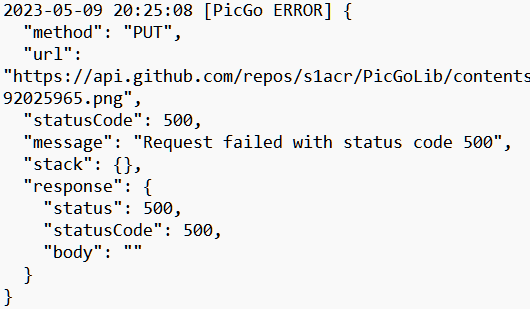 2023-05-09 20:25:08 [PicGo ERROR] {
  "method": "PUT",
  "url":
"https://api.github.com/repos/s1acr/PicGoLib/contents
92025965.png",
  "statusCode": 500,
  "message": "Request failed with status code 500",
  "stack": {},
  "response": {
    "status": 500,
    "statusCode": 500,
    "body": ""
  }
}